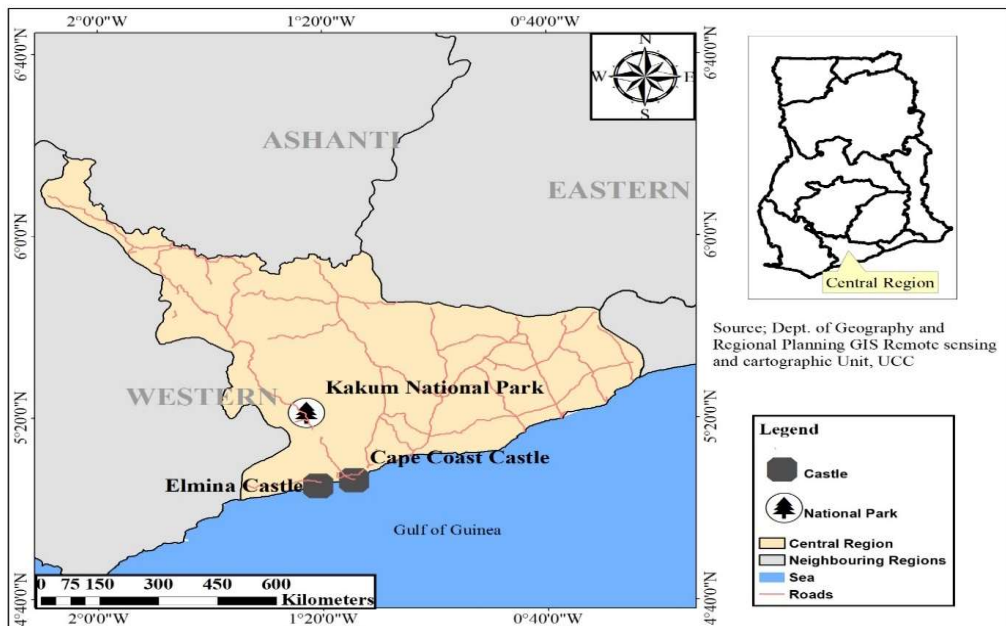 2°0'0"W 1°20'0"W 0°40'0"W
6°40'0"N
6°40'0"N
N
W E
S
ASHANTI
EASTERN
6°0'0"N
6°0'0"N
Central Region
Source; Dept. of Geography and
Regional Planning GIS Remote sensing
and cartographic Unit, UCC
WESTERN
Kakum National Park
5°20'0"N
5°20'0"N
Cape Coast Castle
Elmina Castle
Gulf of Guinea
Legend
Castle
National Park
Central Region
Neighbouring Regions
Sea
Roads
0 75 150 300 450 600
Kilometers
4°40'0"N
4°40'0"N
2°0'0"W 1°20'0"W 0°40'0"W